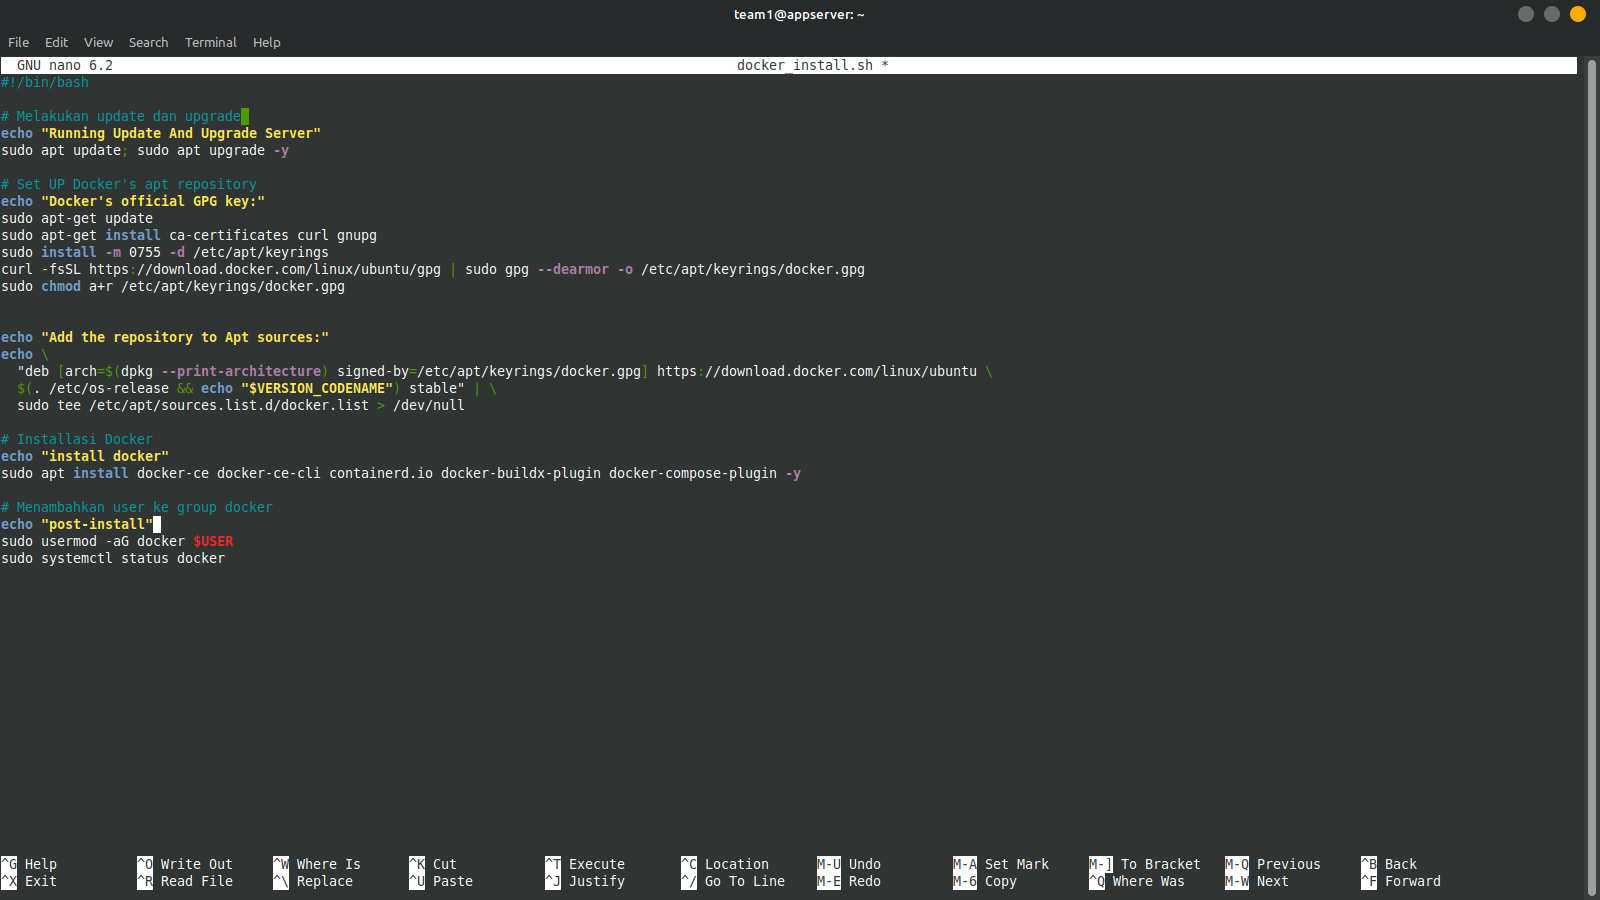 team1@appserver: ~
File Edit View Search Terminal Help
GNU nano 6.2 docker_install.sh *
#!/bin/bash
# Melakukan update dan upgrade
echo "Running Update And Upgrade Server"
sudo apt update; sudo apt upgrade -y
# Set UP Docker's apt repository
echo "Docker's official GPG key:"
sudo apt-get update
sudo apt-get install ca-certificates curl gnupg
sudo install -m 0755 -d /etc/apt/keyrings
curl -fsSL https://download.docker.com/linux/ubuntu/gpg | sudo gpg --dearmor -o /etc/apt/keyrings/docker.gpg
sudo chmod a+r /etc/apt/keyrings/docker.gpg
echo "Add the repository to Apt sources:"
echo \
"deb [arch=$(dpkg --print-architecture) signed-by=/etc/apt/keyrings/docker.gpg] https://download.docker.com/linux/ubuntu \
$(. /etc/os-release && echo "$VERSION_CODENAME") stable" | \
sudo tee /etc/apt/sources.list.d/docker.list > /dev/null
# Installasi Docker
echo "install docker"
sudo apt install docker-ce docker-ce-cli containerd.io docker-buildx-plugin docker-compose-plugin -y
# Menambahkan user ke group docker
echo "post-install"
sudo usermod -aG docker $USER
sudo systemctl status docker
^G Help ^O Write Out ^W Where Is ^K Cut ^T Execute ^C Location M-U Undo M-A Set Mark M-] To Bracket M-Q Previous ^B Back
^X Exit ^R Read File ^\ Replace ^U Paste ^J Justify ^/ Go To Line M-E Redo M-6 Copy ^Q Where Was M-W Next ^F Forward